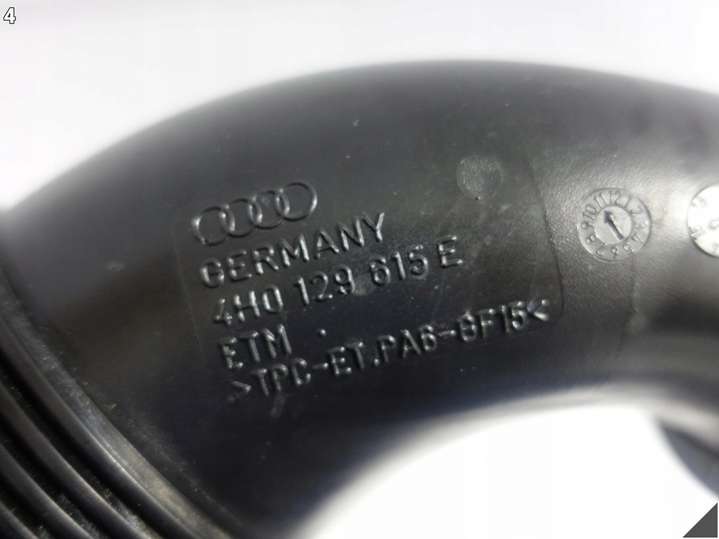 4
GERMANY
4H0 129 615 E
ETM
>TPC-ET,PA6-GF15<